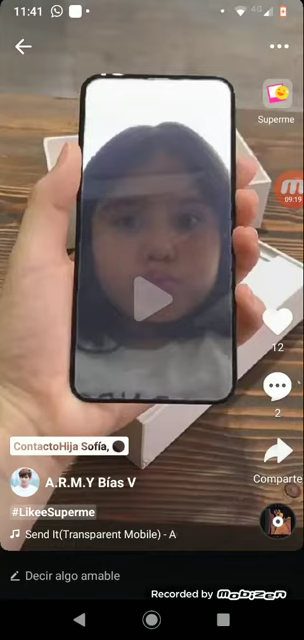 11:41
4G
Superme
09:19
12
2
Comparte
ContactoHija Sofía,
A.R.M.Y Bías V
#LikeeSuperme
Send It(Transparent Mobile) - A
Decir algo amable
Recorded by mobizen